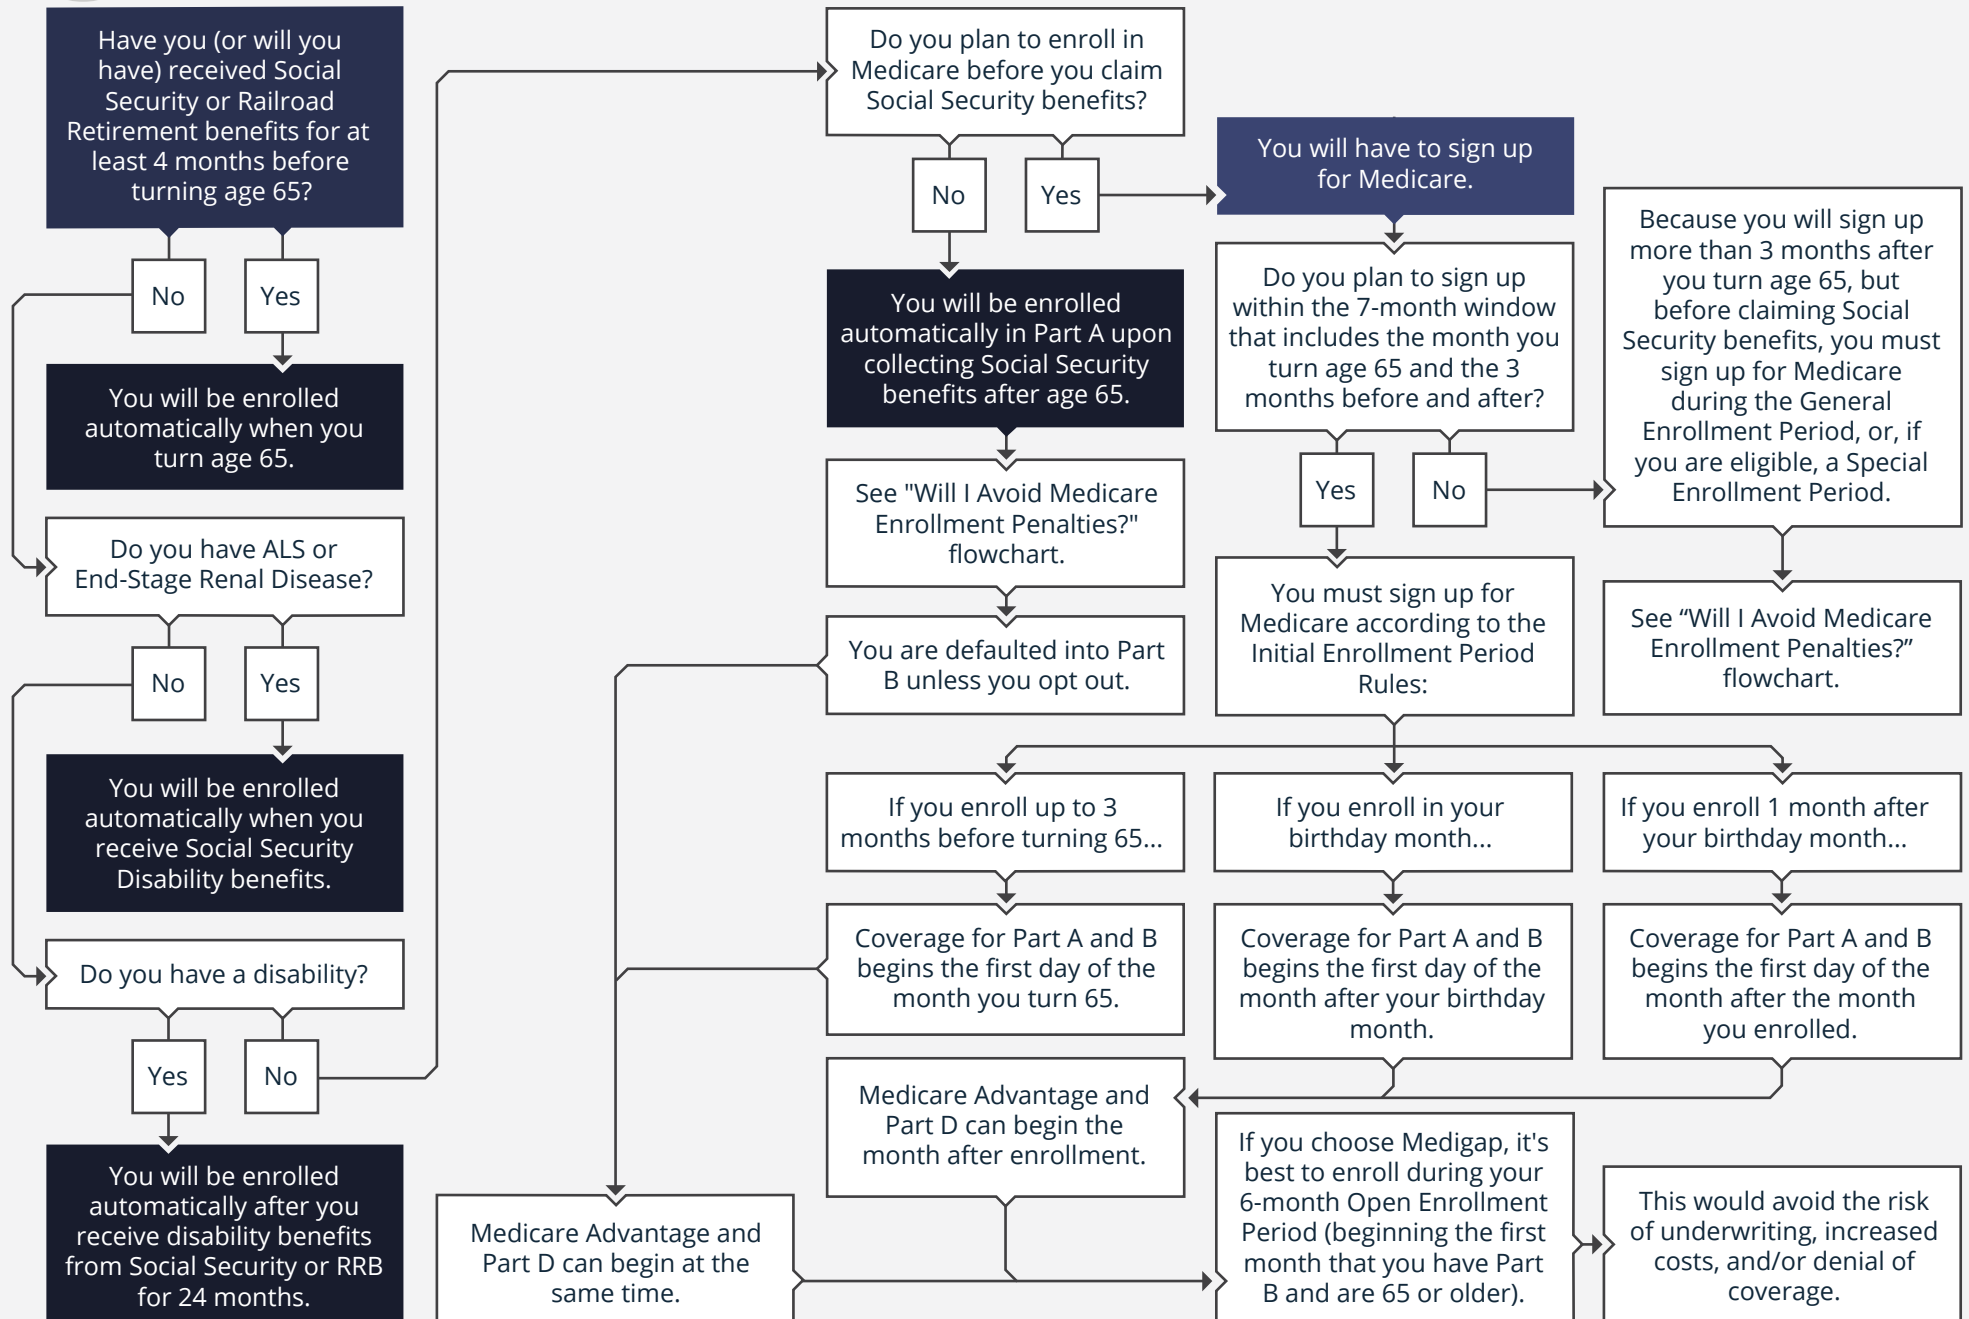 Have you (or will you
have) received Social
Security or Railroad
Retirement benefits for at
least 4 months before
turning age 65?
No
Yes
You will be enrolled
automatically when you
turn age 65.
Do you have ALS or
End-Stage Renal Disease?
No
Yes
You will be enrolled
automatically when you
receive Social Security
Disability benefits.
Do you have a disability?
Yes
No
You will be enrolled
automatically after you
receive disability benefits
from Social Security or RRB
for 24 months.
Do you plan to enroll in
Medicare before you claim
Social Security benefits?
No
Yes
You will be enrolled
automatically in Part A upon
collecting Social Security
benefits after age 65.
See "Will I Avoid Medicare
Enrollment Penalties?"
flowchart.
You are defaulted into Part
B unless you opt out.
You will have to sign up
for Medicare.
Do you plan to sign up
within the 7-month window
that includes the month you
turn age 65 and the 3
months before and after?
Yes
No
Because you will sign up
more than 3 months after
you turn age 65, but
before claiming Social
Security benefits, you must
sign up for Medicare
during the General
Enrollment Period, or, if
you are eligible, a Special
Enrollment Period.
See “Will I Avoid Medicare
Enrollment Penalties?”
flowchart.
You must sign up for
Medicare according to the
Initial Enrollment Period
Rules:
If you enroll up to 3
months before turning 65...
If you enroll in your
birthday month...
If you enroll 1 month after
your birthday month...
Coverage for Part A and B
begins the first day of the
month you turn 65.
Coverage for Part A and B
begins the first day of the
month after your birthday
month.
Coverage for Part A and B
begins the first day of the
month after the month
you enrolled.
Medicare Advantage and
Part D can begin the
month after enrollment.
Medicare Advantage and
Part D can begin at the
same time.
If you choose Medigap, it's
best to enroll during your
6-month Open Enrollment
Period (beginning the first
month that you have Part
B and are 65 or older).
This would avoid the risk
of underwriting, increased
costs, and/or denial of
coverage.